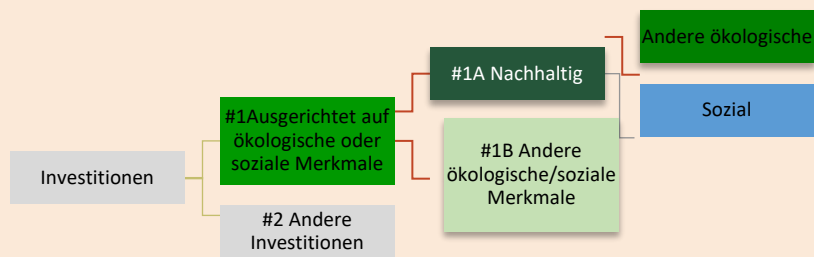 Investitionen
#1Ausgerichtet auf
ökologische oder
soziale Merkmale
#2 Andere
Investitionen
#1A Nachhaltig
#1B Andere
ökologische/soziale
Merkmale
Andere ökologische
Sozial